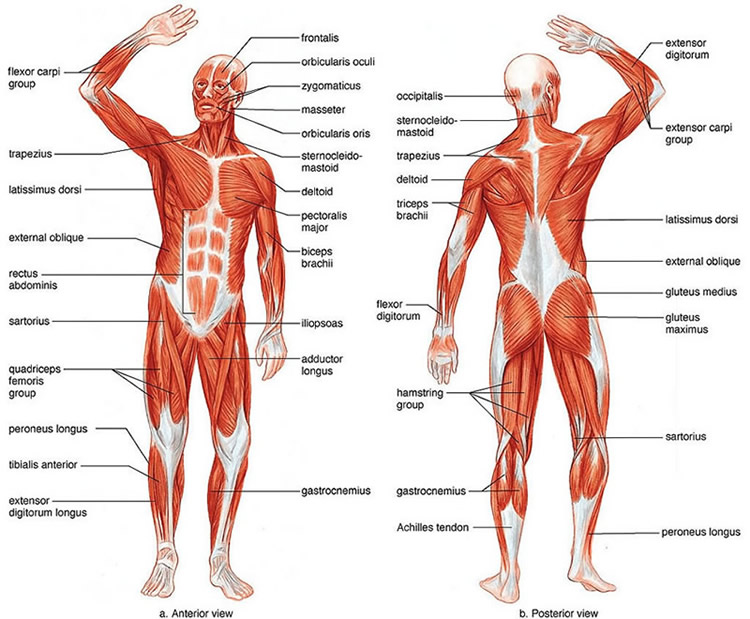 frontalis
orbicularis oculi
zygomaticus
masseter
orbicularis oris
sternocleido-
mastoid
deltoid
pectoralis
major
biceps
brachii
iliopsoas
adductor
longus
gastrocnemius
flexor carpi
group
trapezius
latissimus dorsi
external oblique
rectus
abdominis
sartorius
quadriceps
femoris
group
peroneus longus
tibialis anterior
extensor
digitorum longus
a. Anterior view
occipitalis
sternocleido-
mastoid
trapezius
deltoid
triceps
brachii
flexor
digitorum
hamstring
group
gastrocnemius
Achilles tendon
extensor
digitorum
extensor carpi
group
latissimus dorsi
external oblique
gluteus medius
gluteus
maximus
sartorius
peroneus longus
b. Posterior view